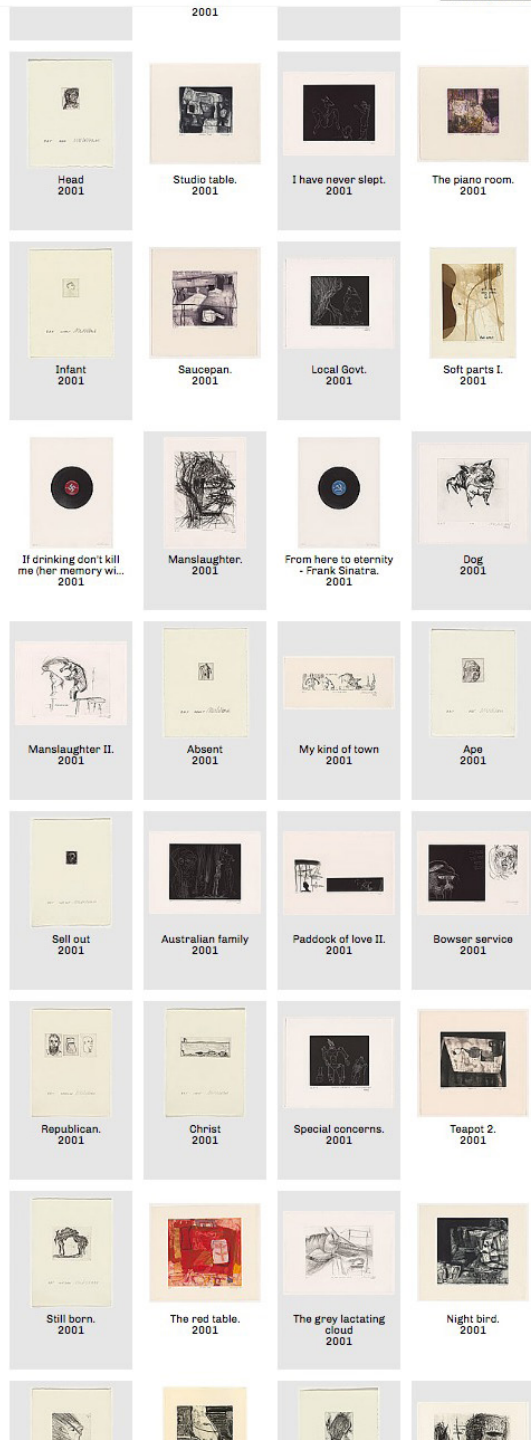 2001
Head
2001
Studio table.
2001
I have never slept.
2001
The piano room.
2001
Infant
2001
Saucepan.
2001
Local Govt.
2001
Soft parts I.
2001
If drinking don't kill
me (her memory wi...
2001
Manslaughter.
2001
From here to eternity
- Frank Sinatra.
2001
Dog
2001
Manslaughter II.
2001
Absent
2001
My kind of town
2001
Ape
2001
Sell out
2001
Australian family
2001
Paddock of love II.
2001
Bowser service
2001
Republican.
2001
Christ
2001
Special concerns.
2001
Teapot 2.
2001
Still born.
2001
The red table.
2001
The grey lactating
cloud
2001
Night bird.
2001